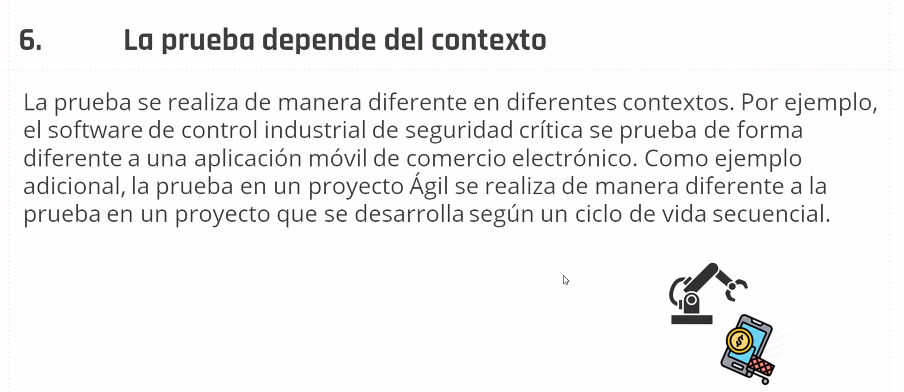 6. La prueba depende del contexto
La prueba se realiza de manera diferente en diferentes contextos. Por ejemplo,
el software de control industrial de seguridad crítica se prueba de forma
diferente a una aplicación móvil de comercio electrónico. Como ejemplo
adicional, la prueba en un proyecto Ágil se realiza de manera diferente a la
prueba en un proyecto que se desarrolla según un ciclo de vida secuencial.
$